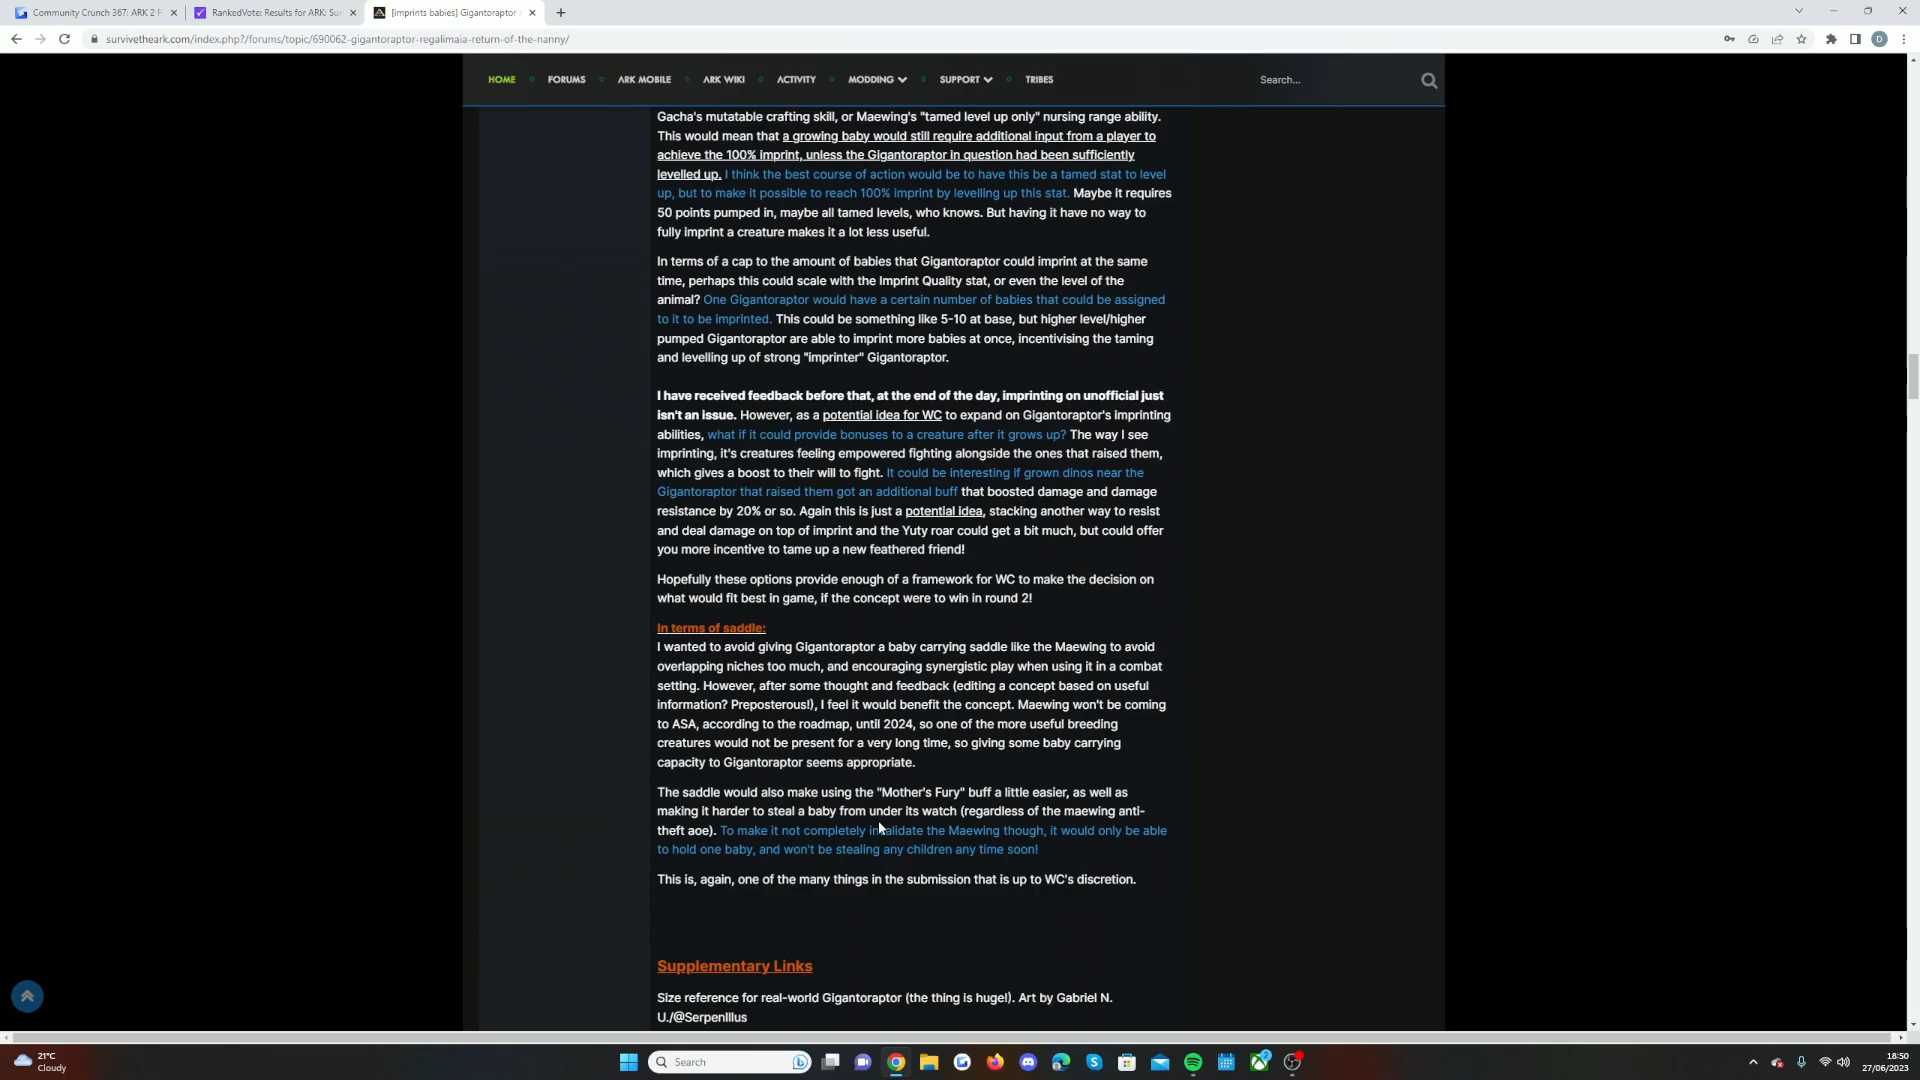 Community Crunch 367: ARK 2 F
RankedVote: Results for ARK: Sur
[imprints babies] Gigantoraptor
survivetheark.com/index.php?/forums/topic/690062-gigantoraptor-regalimaia-return-of-the-nanny/
D
HOME FORUMS ARK MOBILE ARK WIKI ACTIVITY MODDING SUPPORT TRIBES Search...
Gacha's mutatable crafting skill, or Maewing's "tamed level up only" nursing range ability.
This would mean that a growing baby would still require additional input from a player to
achieve the 100% imprint, unless the Gigantoraptor in question had been sufficiently
levelled up. I think the best course of action would be to have this be a tamed stat to level
up, but to make it possible to reach 100% imprint by levelling up this stat. Maybe it requires
50 points pumped in, maybe all tamed levels, who knows. But having it have no way to
fully imprint a creature makes it a lot less useful.
In terms of a cap to the amount of babies that Gigantoraptor could imprint at the same
time, perhaps this could scale with the Imprint Quality stat, or even the level of the
animal? One Gigantoraptor would have a certain number of babies that could be assigned
to it to be imprinted. This could be something like 5-10 at base, but higher level/higher
pumped Gigantoraptor are able to imprint more babies at once, incentivising the taming
and levelling up of strong "imprinter" Gigantoraptor.
I have received feedback before that, at the end of the day, imprinting on unofficial just
isn't an issue. However, as a potential idea for WC to expand on Gigantoraptor's imprinting
abilities, what if it could provide bonuses to a creature after it grows up? The way I see
imprinting, it's creatures feeling empowered fighting alongside the ones that raised them,
which gives a boost to their will to fight. It could be interesting if grown dinos near the
Gigantoraptor that raised them got an additional buff that boosted damage and damage
resistance by 20% or so. Again this is just a potential idea, stacking another way to resist
and deal damage on top of imprint and the Yuty roar could get a bit much, but could offer
you more incentive to tame up a new feathered friend!
Hopefully these options provide enough of a framework for WC to make the decision on
what would fit best in game, if the concept were to win in round 2!
In terms of saddle:
I wanted to avoid giving Gigantoraptor a baby carrying saddle like the Maewing to avoid
overlapping niches too much, and encouraging synergistic play when using it in a combat
setting. However, after some thought and feedback (editing a concept based on useful
information? Preposterous!), I feel it would benefit the concept. Maewing won't be coming
to ASA, according to the roadmap, until 2024, so one of the more useful breeding
creatures would not be present for a very long time, so giving some baby carrying
capacity to Gigantoraptor seems appropriate.
The saddle would also make using the "Mother's Fury" buff a little easier, as well as
making it harder to steal a baby from under its watch (regardless of the maewing anti-
theft aoe). To make it not completely invalidate the Maewing though, it would only be able
to hold one baby, and won't be stealing any children any time soon!
This is, again, one of the many things in the submission that is up to WC's discretion.
Supplementary Links
Size reference for real-world Gigantoraptor (the thing is huge!). Art by Gabriel N.
U./@SerpenIllus
21°C
Cloudy
Search
2
18:50
27/06/2023